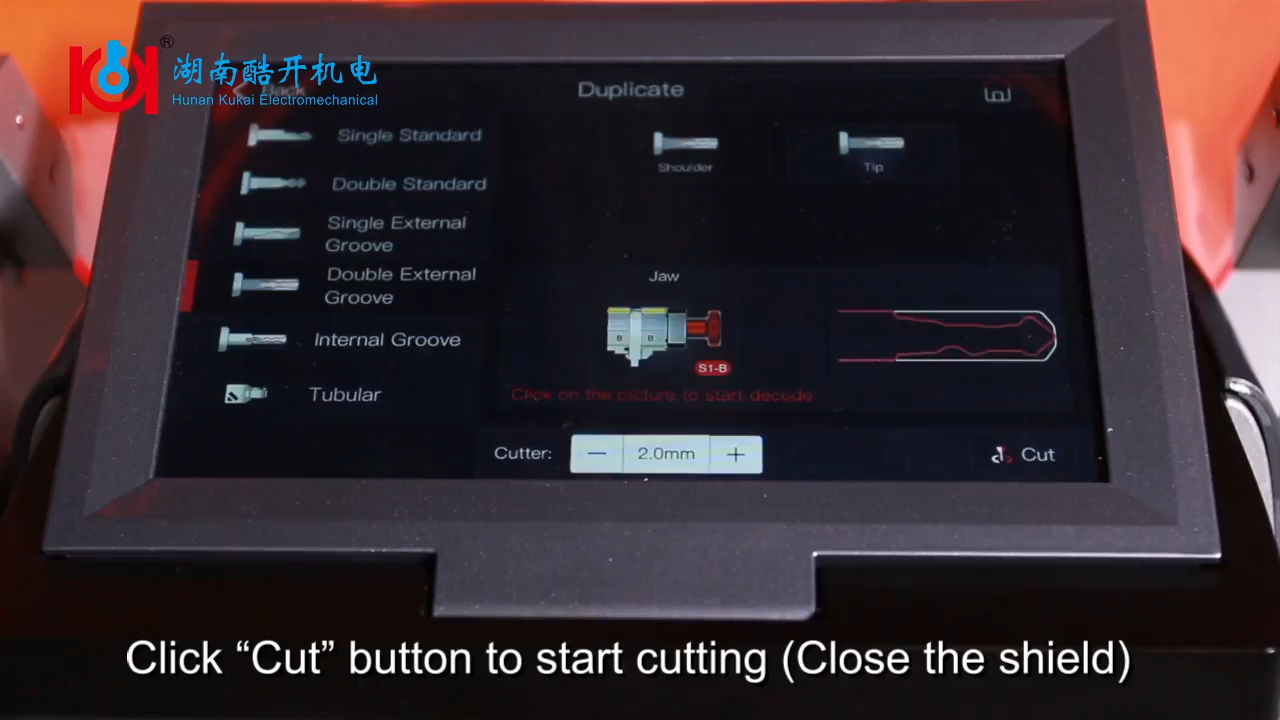 ®
湖南酷开机电
Hunan Kukai Electromechanical
Back
Duplicate
Single Standard
Double Standard
Single External
Groove
Double External
Groove
Internal Groove
Tubular
Shoulder
Tip
Jaw
B B
S1-B
Click on the picture to start decode
Cutter:
2.0mm
Cut
Click “Cut” button to start cutting (Close the shield)